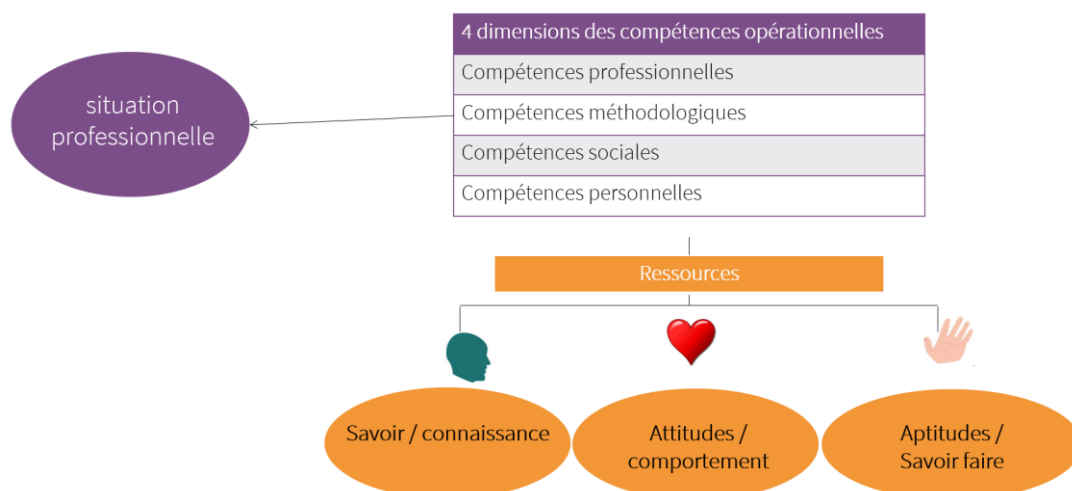 situation
professionnelle
4 dimensions des compétences opérationnelles
Compétences professionnelles
Compétences méthodologiques
Compétences sociales
Compétences personnelles
Ressources
Savoir / connaissance
Attitudes /
comportement
Aptitudes /
Savoir faire